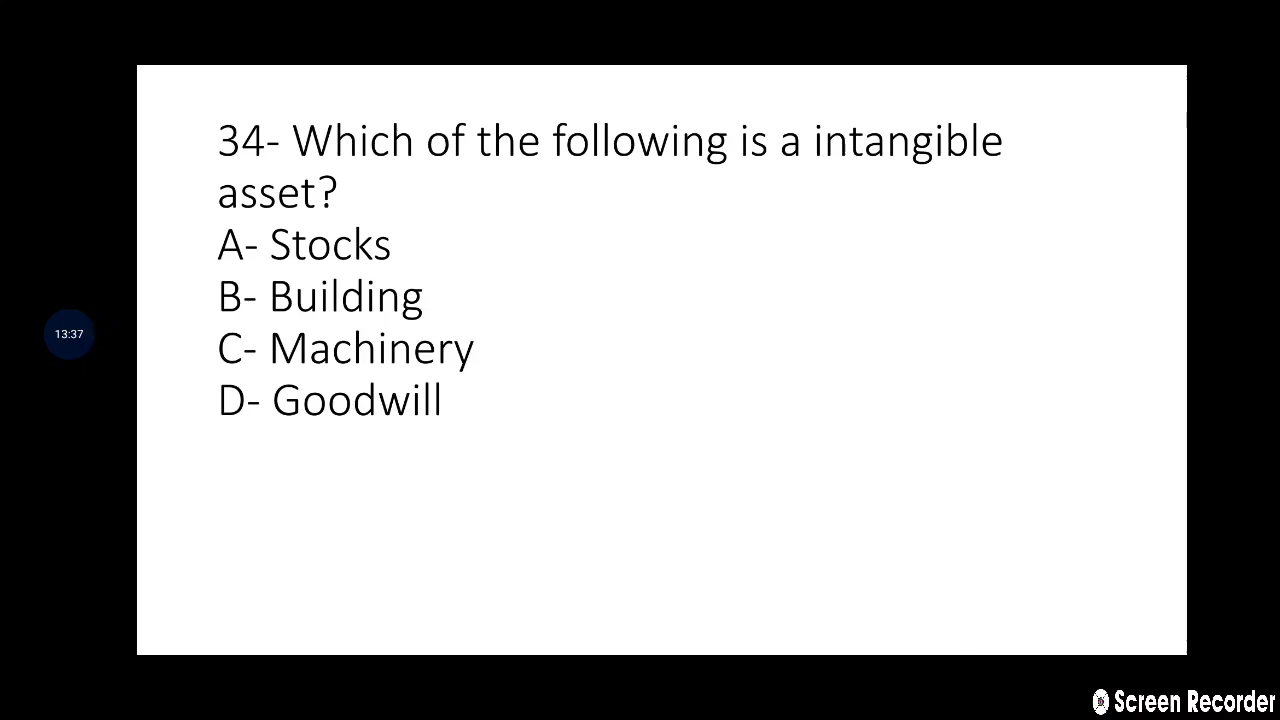 34- Which of the following is a intangible
asset?
A- Stocks
B- Building
C- Machinery
D- Goodwill
13:37
Screen Recorder